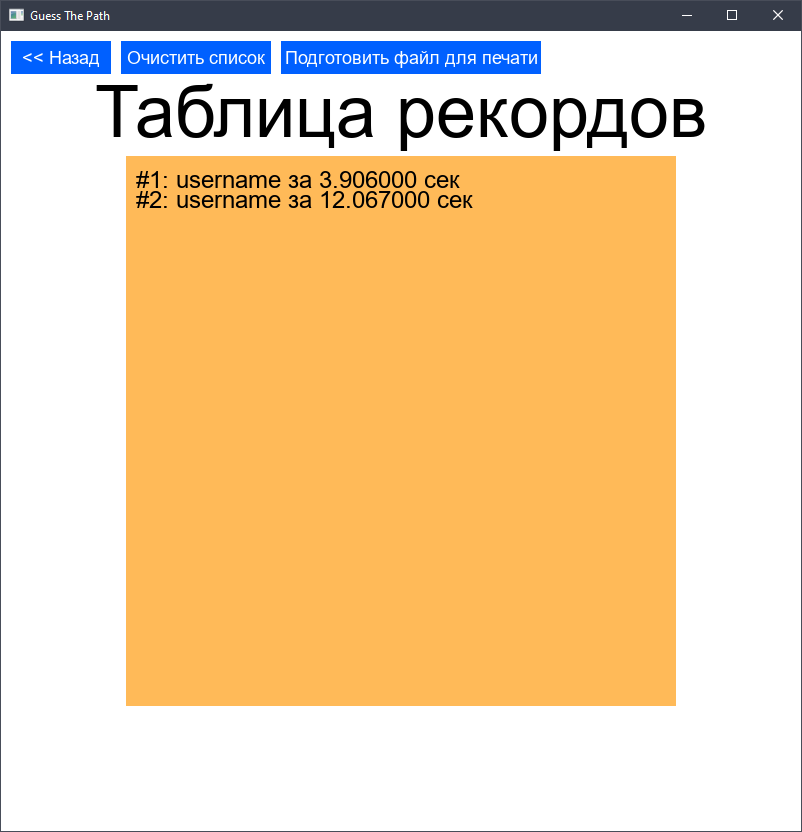 Guess The Path
<< Назад Очистить список Подготовить файл для печати
Таблица рекордов
#1: username за 3.906000 сек
#2: username за 12.067000 сек